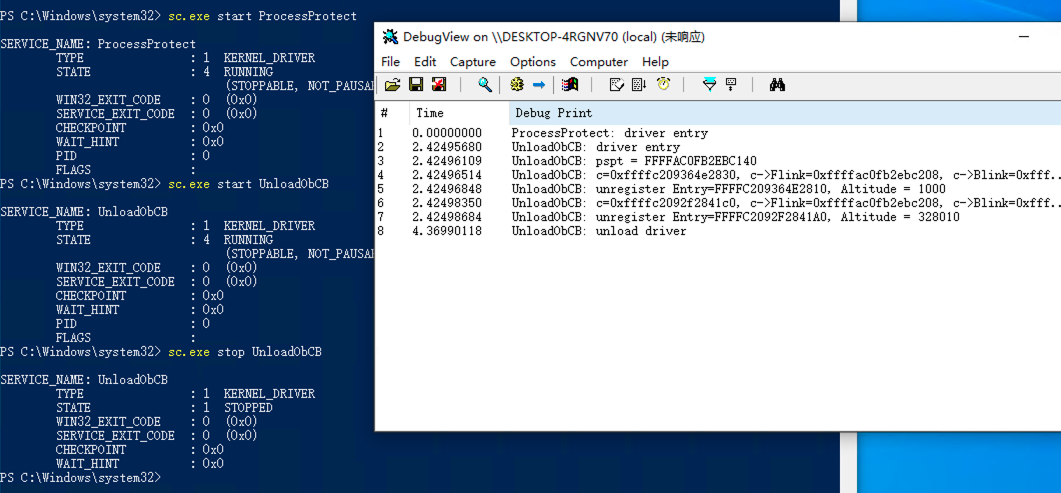 PS C:\Windows\system32> sc.exe start ProcessProtect
SERVICE_NAME: ProcessProtect
TYPE : 1 KERNEL_DRIVER
STATE : 4 RUNNING
(STOPPABLE, NOT_PAUSAB
WIN32_EXIT_CODE : 0 (0x0)
SERVICE_EXIT_CODE : 0 (0x0)
CHECKPOINT : 0x0
WAIT_HINT : 0x0
PID : 0
FLAGS :
PS C:\Windows\system32> sc.exe start UnloadObCB
SERVICE_NAME: UnloadObCB
TYPE : 1 KERNEL_DRIVER
STATE : 4 RUNNING
(STOPPABLE, NOT_PAUSAB
WIN32_EXIT_CODE : 0 (0x0)
SERVICE_EXIT_CODE : 0 (0x0)
CHECKPOINT : 0x0
WAIT_HINT : 0x0
PID : 0
FLAGS :
PS C:\Windows\system32> sc.exe stop UnloadObCB
SERVICE_NAME: UnloadObCB
TYPE : 1 KERNEL_DRIVER
STATE : 1 STOPPED
WIN32_EXIT_CODE : 0 (0x0)
SERVICE_EXIT_CODE : 0 (0x0)
CHECKPOINT : 0x0
WAIT_HINT : 0x0
PS C:\Windows\system32>
DebugView on \\DESKTOP-4RGNV70 (local) (未响应)
File Edit Capture Options Computer Help
# Time Debug Print
1 0.00000000 ProcessProtect: driver entry
2 2.42495680 UnloadObCB: driver entry
3 2.42496109 UnloadObCB: pspt = FFFFAC0FB2EBC140
4 2.42496514 UnloadObCB: c=0xffffc209364e2830, c->Flink=0xffffac0fb2ebc208, c->Blink=0xfff...
5 2.42496848 UnloadObCB: unregister Entry=FFFFC209364E2810, Altitude = 1000
6 2.42498350 UnloadObCB: c=0xffffc2092f2841c0, c->Flink=0xffffac0fb2ebc208, c->Blink=0xfff...
7 2.42498684 UnloadObCB: unregister Entry=FFFFC2092F2841A0, Altitude = 328010
8 4.36990118 UnloadObCB: unload driver